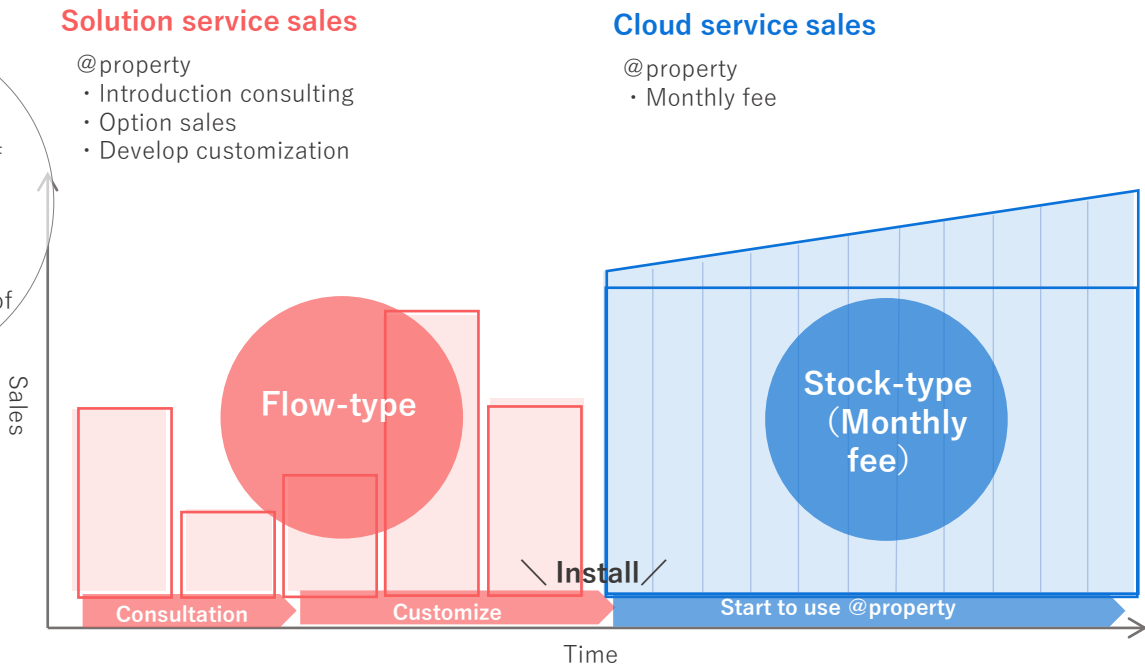 Solution service sales
@property
・Introduction consulting
・Option sales
・Develop customization
Cloud service sales
@property
・Monthly fee
of
Sales
Flow-type
Stock-type
（Monthly
fee）
＼ Install／
Consultation
Customize
Start to use @property
Time